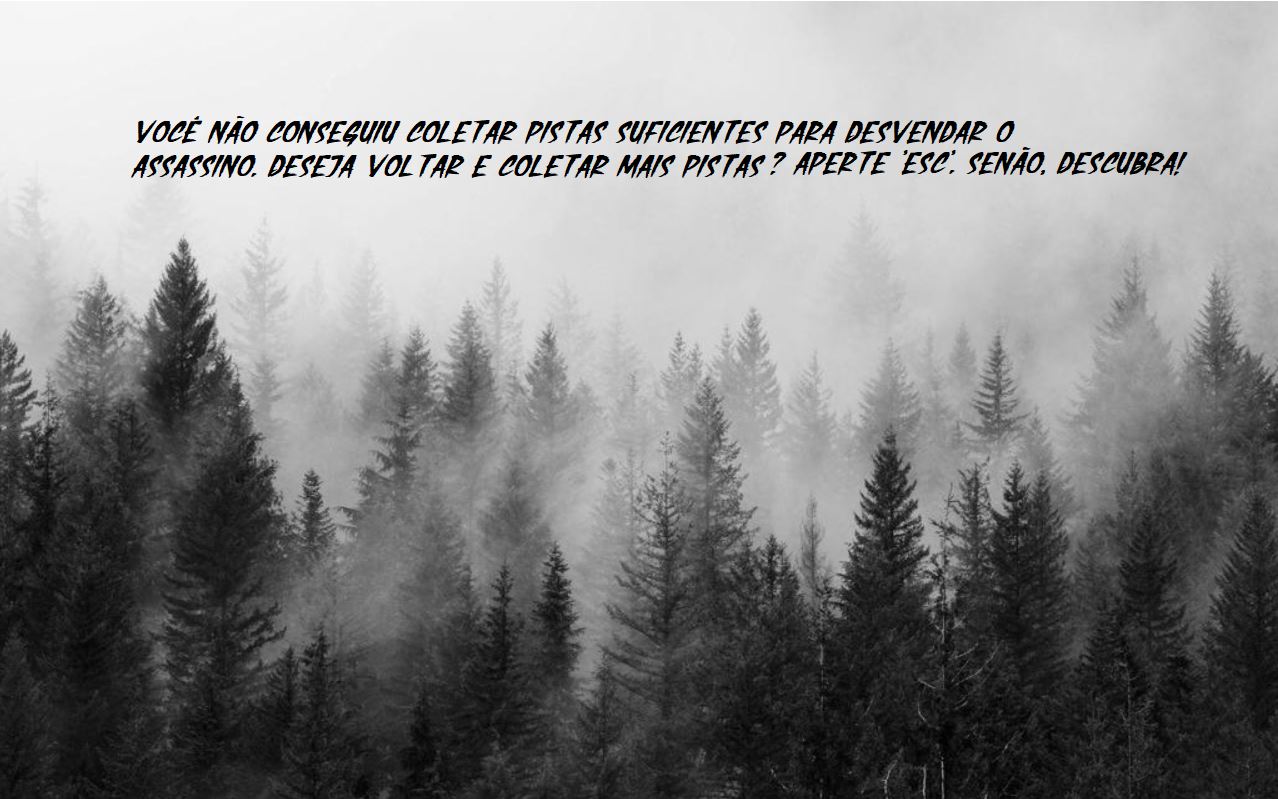 VOCÊ NÃO CONSEGUIU COLETAR PISTAS SUFICIENTES PARA DESVENDAR O
ASSASSINO. DESEJA VOLTAR E COLETAR MAIS PISTAS? APERTE 'ESC'. SENÃO, DESCUBRA!